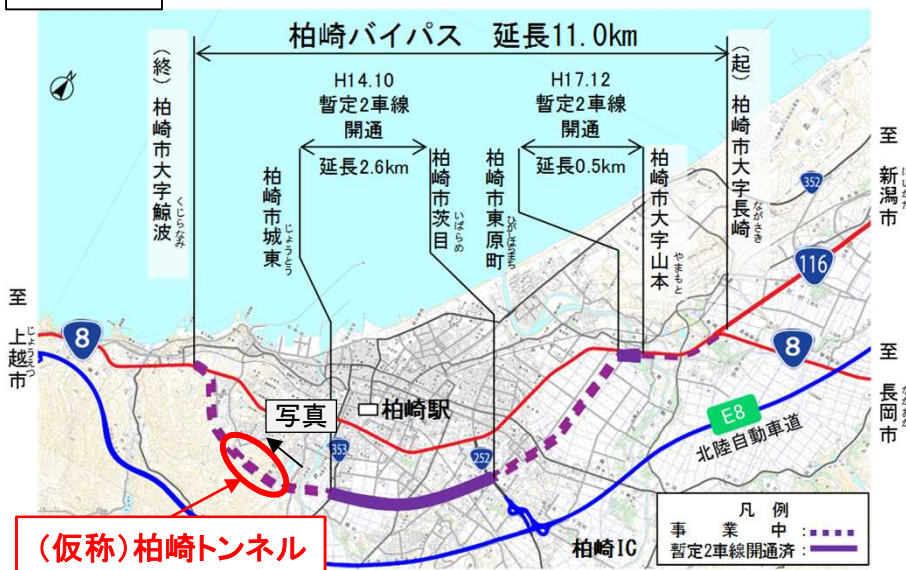 柏崎バイパス　延長11.0km
(終) 柏崎市大字鯨波
くじらなみ
H14.10
暫定2車線
開通
延長2.6km
H17.12
暫定2車線
開通
延長0.5km
(起) 柏崎市大字長崎
ながさき
柏崎市城東
じょうとう
柏崎市茨目
いばらめ
柏崎市東原町
柏崎市大字山本
やまもと
352
至 新潟市
にいがた
116
至 上越市
じょうえつ
8
8
至 長岡市
ながおか
写真
柏崎駅
353
252
E8
北陸自動車道
(仮称)柏崎トンネル
柏崎IC
凡 例
事 業 中 :
暫定2車線開通済 :